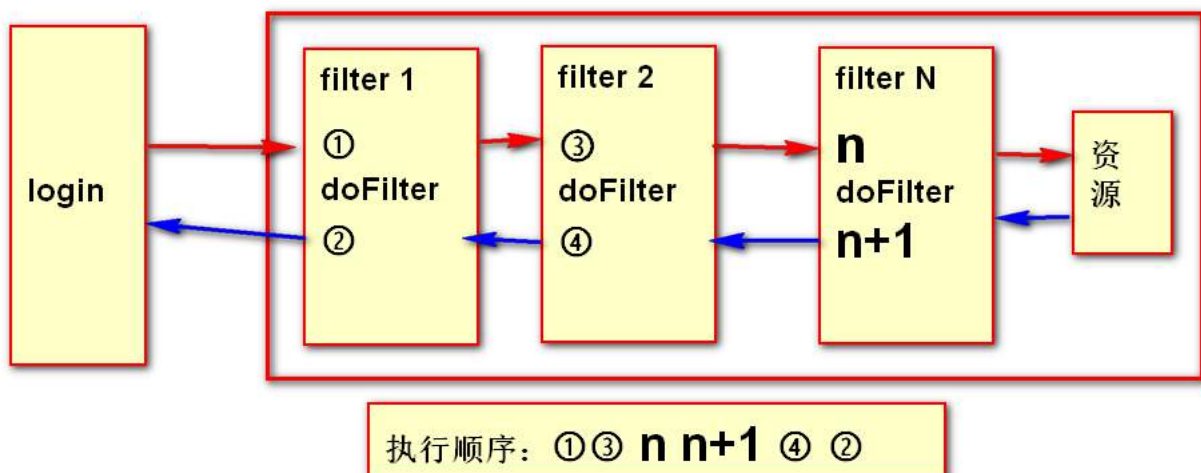 login
filter 1
①
doFilter
②
filter 2
③
doFilter
④
filter N
n
doFilter
n+1
资
源
执行顺序：①③ n n+1 ④ ②